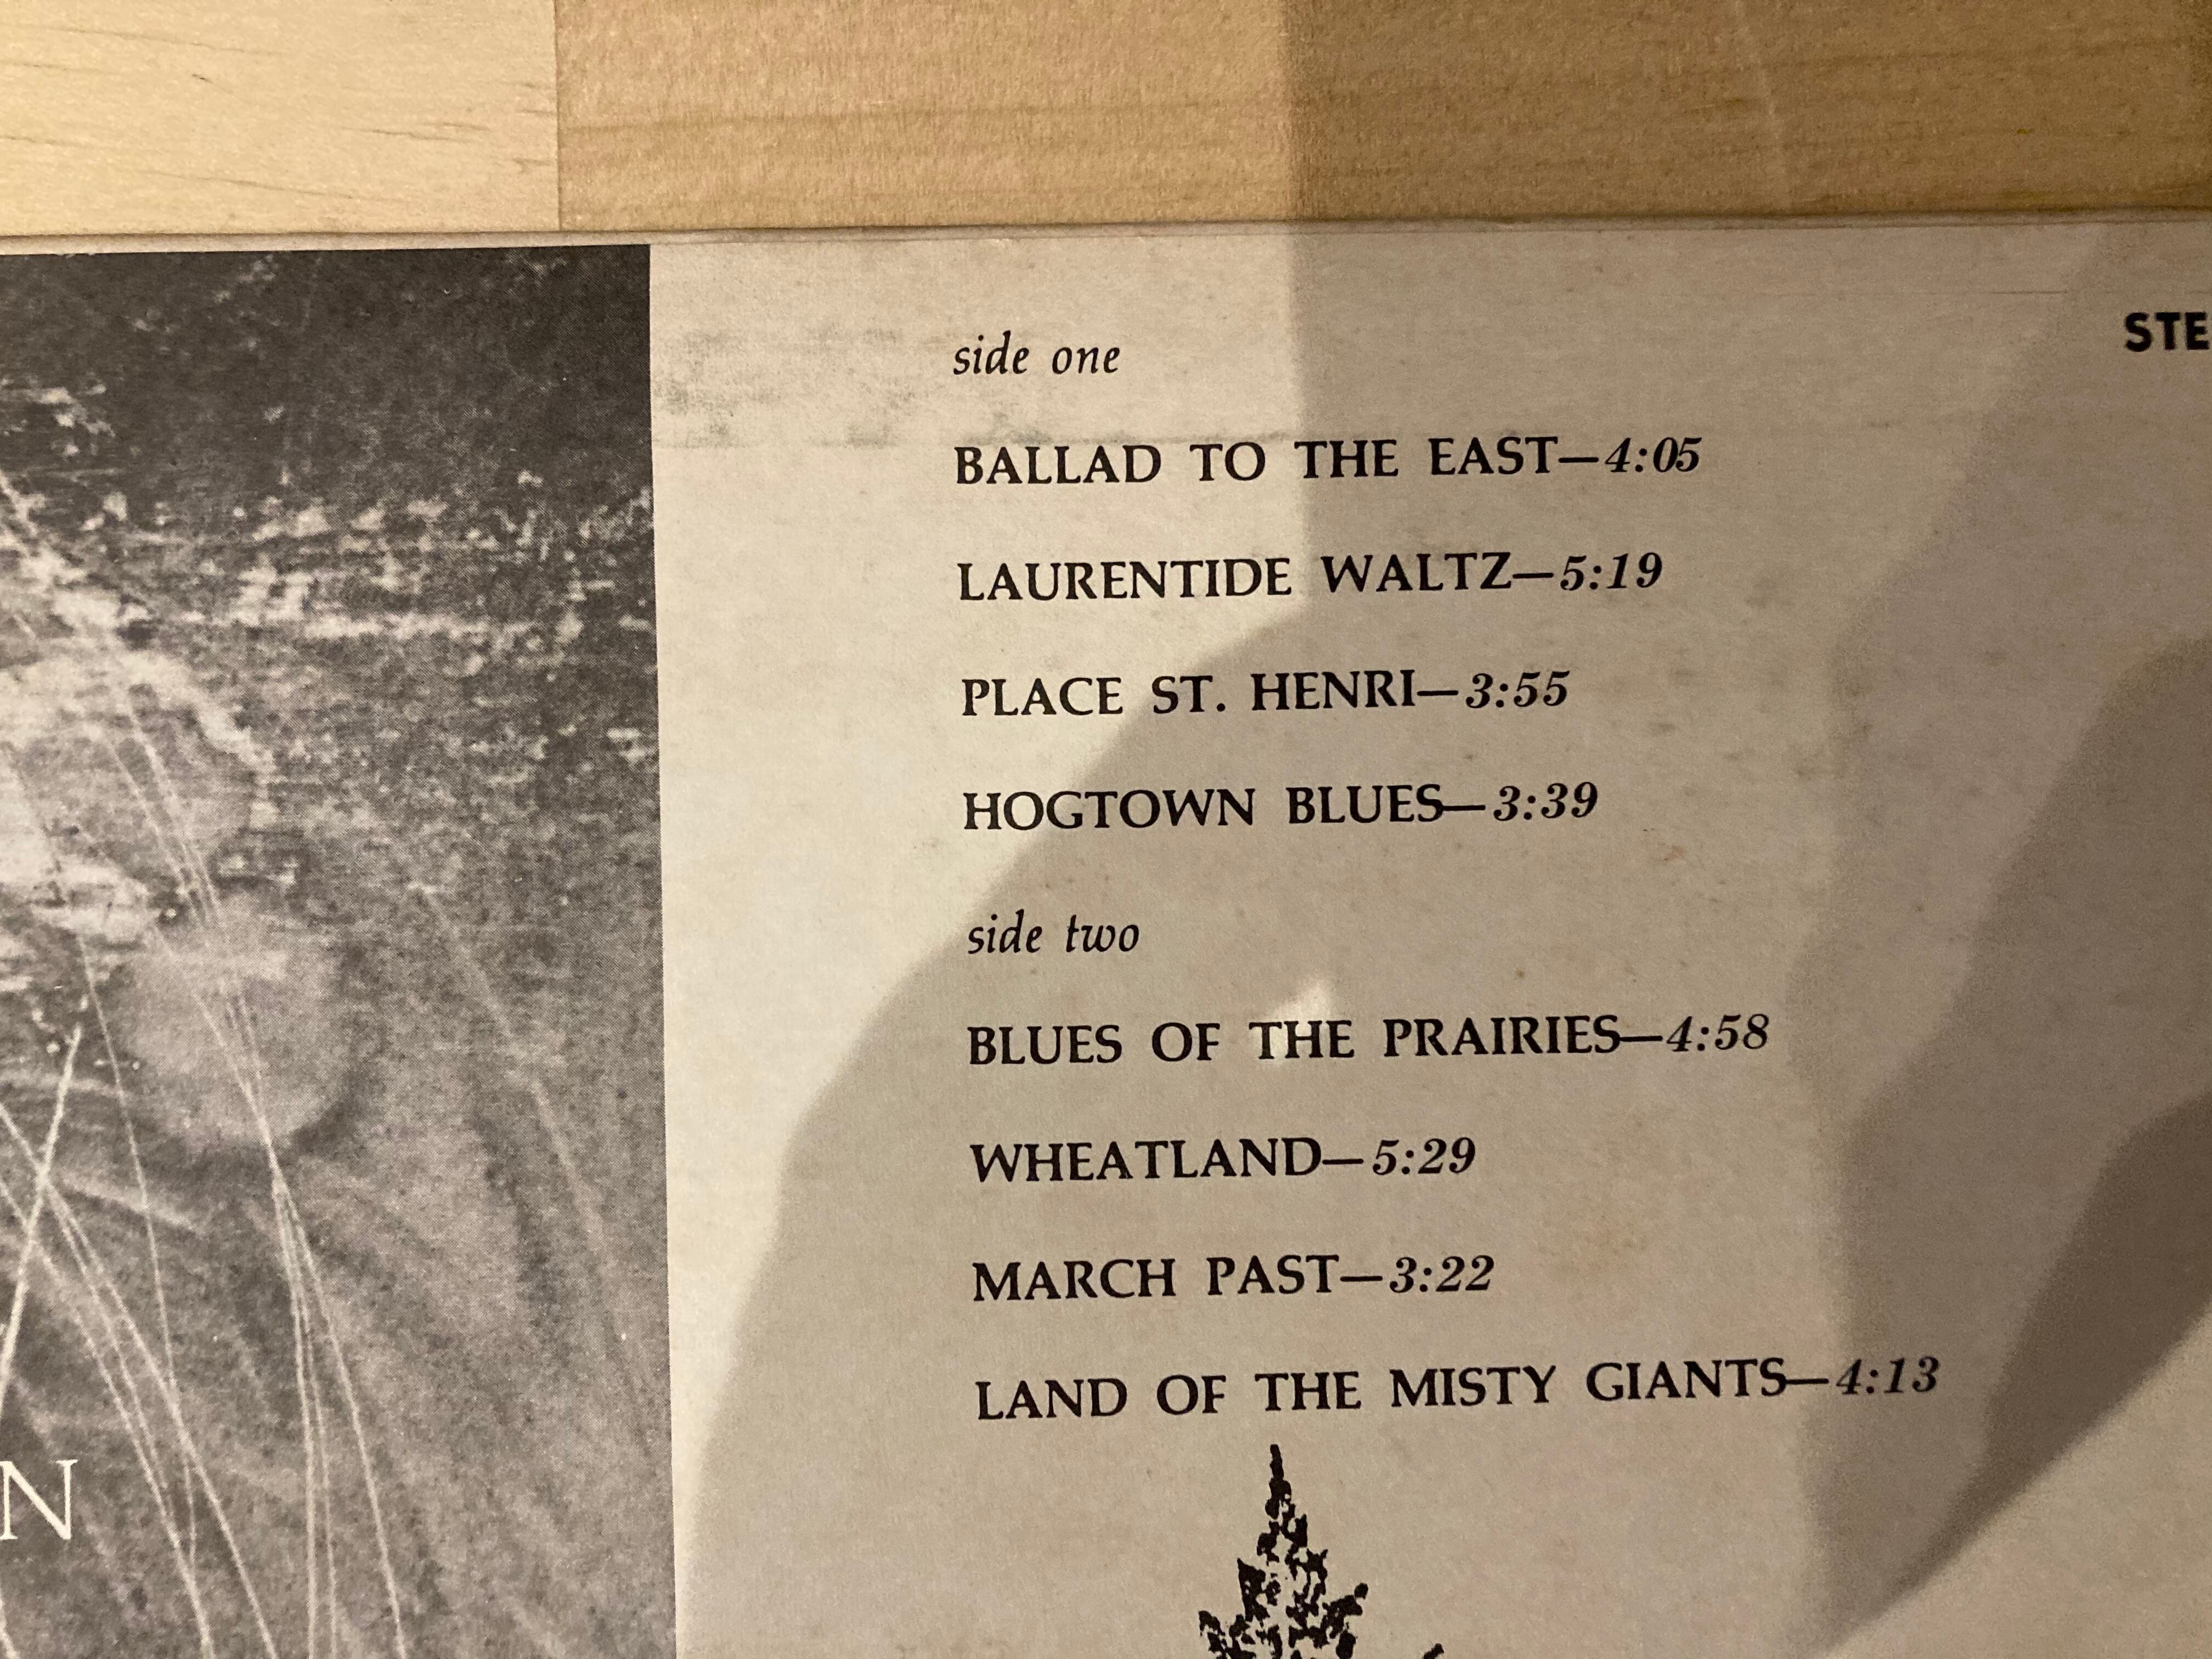 STE
side one
BALLAD TO THE EAST—4:05
LAURENTIDE WALTZ—5:19
PLACE ST. HENRI—3:55
HOGTOWN BLUES—3:39
side two
BLUES OF THE PRAIRIES—4:58
WHEATLAND—5:29
MARCH PAST—3:22
LAND OF THE MISTY GIANTS—4:13
N